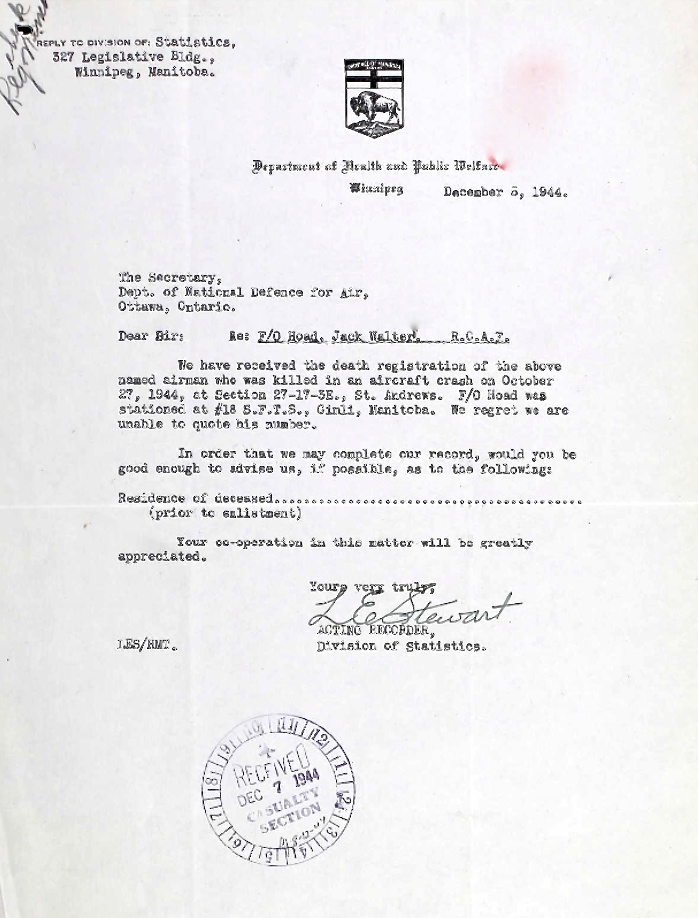 REPLY TO DIVISION OF: Statistics,
327 Legislative Bldg.,
Winnipeg, Manitoba.
Department of Health and Public Welfare
Winnipeg
December 5, 1944.
The Secretary,
Dept. of National Defence for Air,
Ottawa, Ontario.
Dear Sir: Re: F/O Hoad, Jack Walter. R.C.A.F.
We have received the death registration of the above
named airman who was killed in an aircraft crash on October
27, 1944, at Section 27-17-3E., St. Andrews. F/O Hoad was
stationed at #18 S.F.T.S., Gimli, Manitoba. We regret we are
unable to quote his number.
In order that we may complete our record, would you be
good enough to advise us, if possible, as to the following:
Residence of deceased..........................................
(prior to enlistment)
Your co-operation in this matter will be greatly
appreciated.
Yours very truly,
L E Stewart
ACTING RECORDER,
LES/RMT. Division of Statistics.
RECEIVED
DEC 7 1944
CASUALTY
SECTION